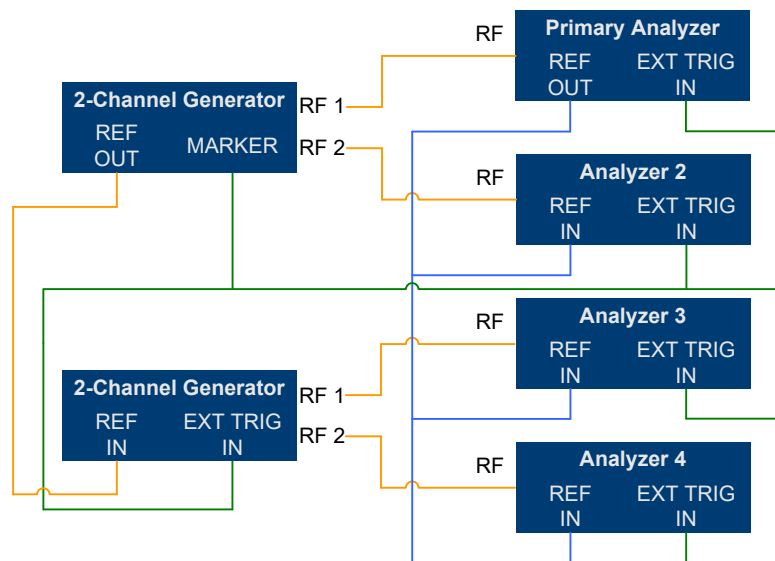 RF
Primary Analyzer
REF
OUT
EXT TRIG
IN
2-Channel Generator
REF
OUT
MARKER
RF 1
RF 2
RF
Analyzer 2
REF
IN
EXT TRIG
IN
RF
Analyzer 3
REF
IN
EXT TRIG
IN
2-Channel Generator
REF
IN
EXT TRIG
IN
RF 1
RF 2
RF
Analyzer 4
REF
IN
EXT TRIG
IN